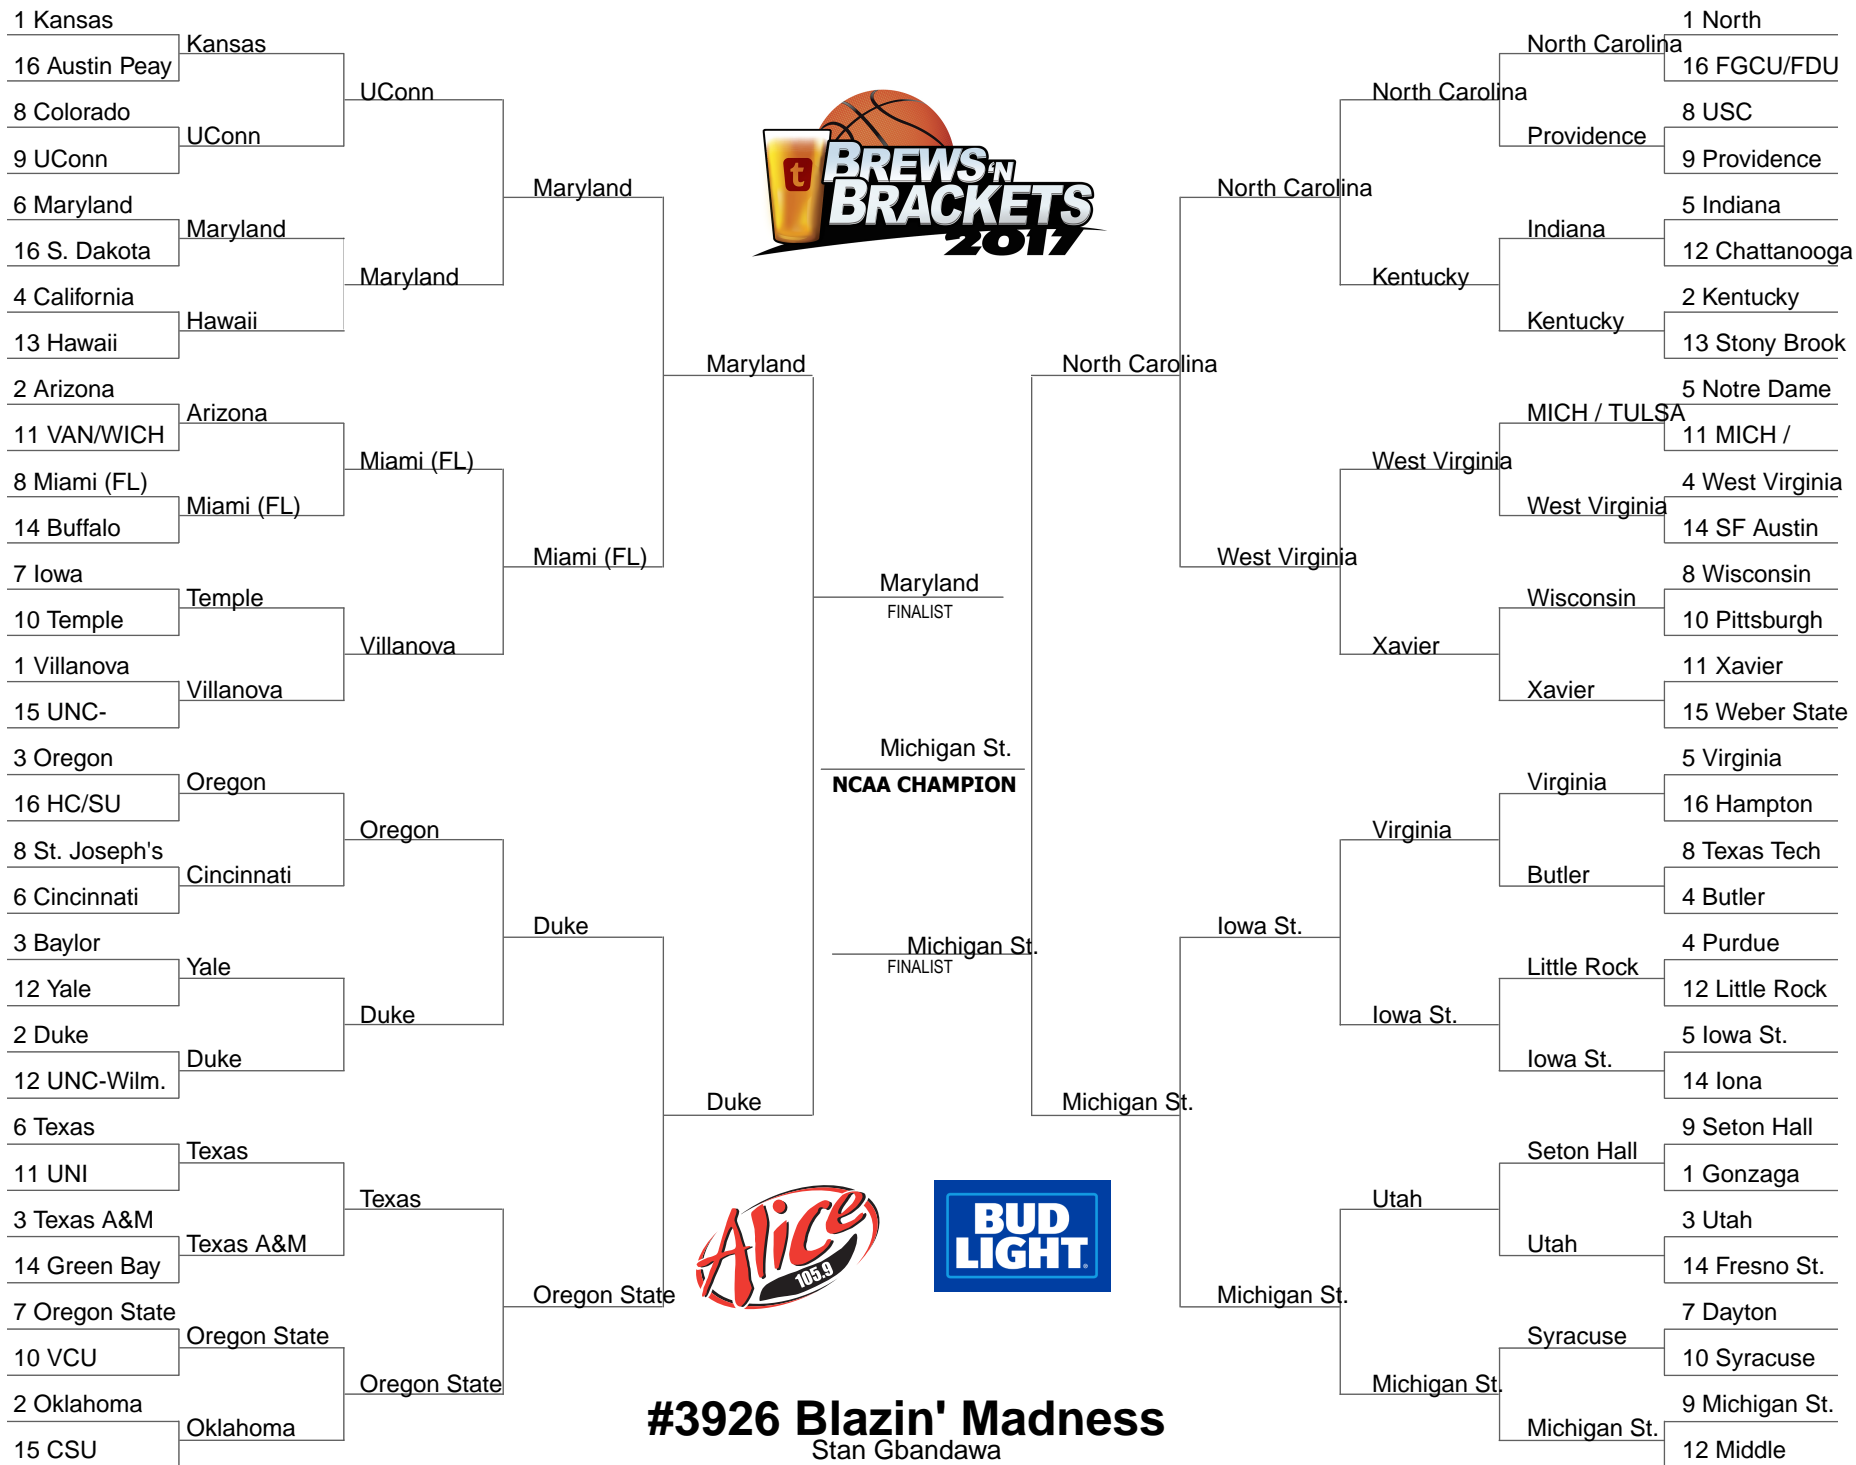 1 Kansas
16 Austin Peay
8 Colorado
9 UConn
6 Maryland
16 S. Dakota
4 California
13 Hawaii
2 Arizona
11 VAN/WICH
8 Miami (FL)
14 Buffalo
7 Iowa
10 Temple
1 Villanova
15 UNC-
3 Oregon
16 HC/SU
8 St. Joseph's
6 Cincinnati
3 Baylor
12 Yale
2 Duke
12 UNC-Wilm.
6 Texas
11 UNI
3 Texas A&M
14 Green Bay
7 Oregon State
10 VCU
2 Oklahoma
15 CSU
Kansas
UConn
Maryland
Hawaii
Arizona
Miami (FL)
Temple
Villanova
Oregon
Cincinnati
Yale
Duke
Texas
Texas A&M
Oregon State
Oklahoma
UConn
Maryland
Miami (FL)
Villanova
Oregon
Duke
Texas
Oregon State
Maryland
Miami (FL)
Duke
Oregon State
Maryland
Duke
t
BREWS 'N
BRACKETS
2017
Maryland
FINALIST
Michigan St.
NCAA CHAMPION
Michigan St.
FINALIST
Alice
105.9
BUD
LIGHT
#3926 Blazin' Madness
Stan Gbandawa
North Carolina
Michigan St.
North Carolina
West Virginia
Iowa St.
Michigan St.
North Carolina
Kentucky
West Virginia
Xavier
Virginia
Iowa St.
Utah
Michigan St.
North Carolina
Providence
Indiana
Kentucky
MICH / TULSA
West Virginia
Wisconsin
Xavier
Virginia
Butler
Little Rock
Iowa St.
Seton Hall
Utah
Syracuse
Michigan St.
1 North
16 FGCU/FDU
8 USC
9 Providence
5 Indiana
12 Chattanooga
2 Kentucky
13 Stony Brook
5 Notre Dame
11 MICH /
4 West Virginia
14 SF Austin
8 Wisconsin
10 Pittsburgh
11 Xavier
15 Weber State
5 Virginia
16 Hampton
8 Texas Tech
4 Butler
4 Purdue
12 Little Rock
5 Iowa St.
14 Iona
9 Seton Hall
1 Gonzaga
3 Utah
14 Fresno St.
7 Dayton
10 Syracuse
9 Michigan St.
12 Middle